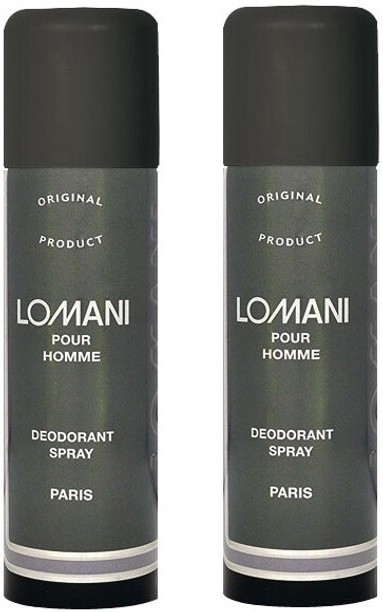 ORIGINAL
PRODUCT
LOMANI
POUR
HOMME
DEODORANT
SPRAY
PARIS
ORIGINAL
PRODUCT
LOMANI
POUR
HOMME
DEODORANT
SPRAY
PARIS